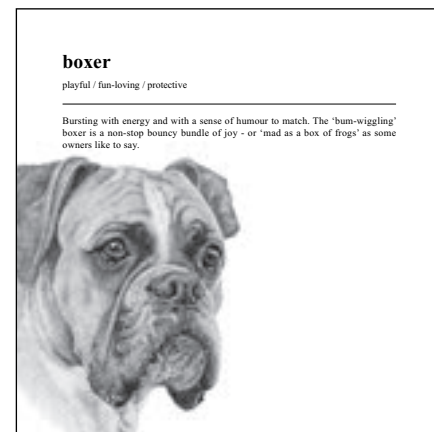 boxer
playful / fun-loving / protective
Bursting with energy and with a sense of humour to match. The ‘bum-wiggling’
boxer is a non-stop bouncy bundle of joy - or ‘mad as a box of frogs’ as some
owners like to say.